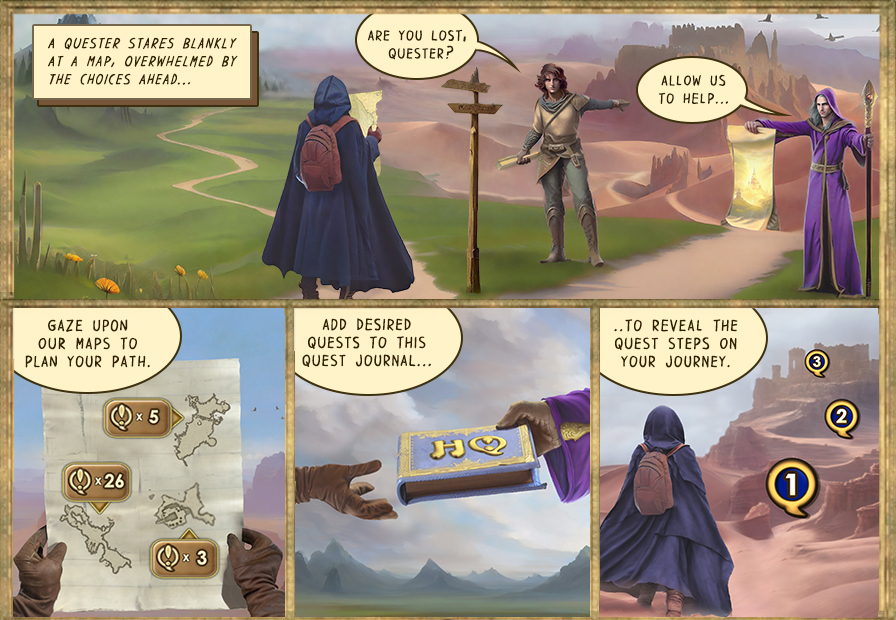 A QUESTER STARES BLANKLY
AT A MAP, OVERWHELMED BY
THE CHOICES AHEAD...
ARE YOU LOST,
QUESTER?
ALLOW US
TO HELP...
GAZE UPON
OUR MAPS TO
PLAN YOUR PATH.
x 5
x 26
x 3
ADD DESIRED
QUESTS TO THIS
QUEST JOURNAL...
HQ
..TO REVEAL THE
QUEST STEPS ON
YOUR JOURNEY.
3
2
1